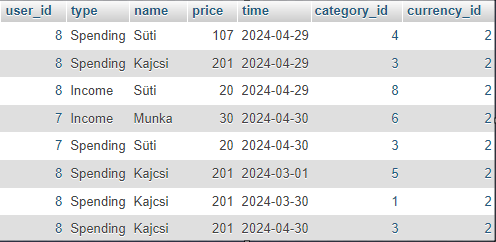 user_id type name price time category_id currency_id
8 Spending Süti 107 2024-04-29 4 2
8 Spending Kajcsi 201 2024-04-29 3 2
8 Income Süti 20 2024-04-29 8 2
7 Income Munka 30 2024-04-30 6 2
7 Spending Süti 20 2024-04-30 3 2
8 Spending Kajcsi 201 2024-03-01 5 2
8 Spending Kajcsi 201 2024-03-30 1 2
8 Spending Kajcsi 201 2024-04-30 3 2